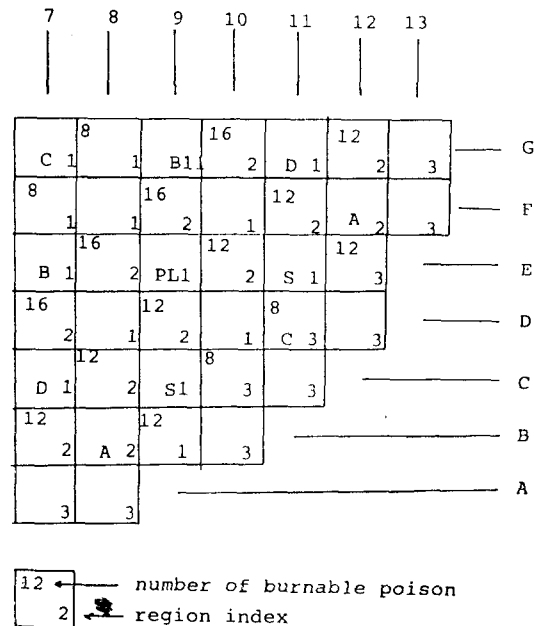 7 8 9 10 11 12 13
8 16 12
C 1 1 B1 2 D 1 2 3 G
8 16 12
1 1 2 1 2 A 2 3 F
16 12 12
B 1 2 PL1 2 S 1 3 E
16 12 8
2 1 2 1 C 3 3 D
12 8
D 1 2 S1 3 3 C
12 12
2 A 2 1 3 B
3 3 A
12 number of burnable poison
2 region index